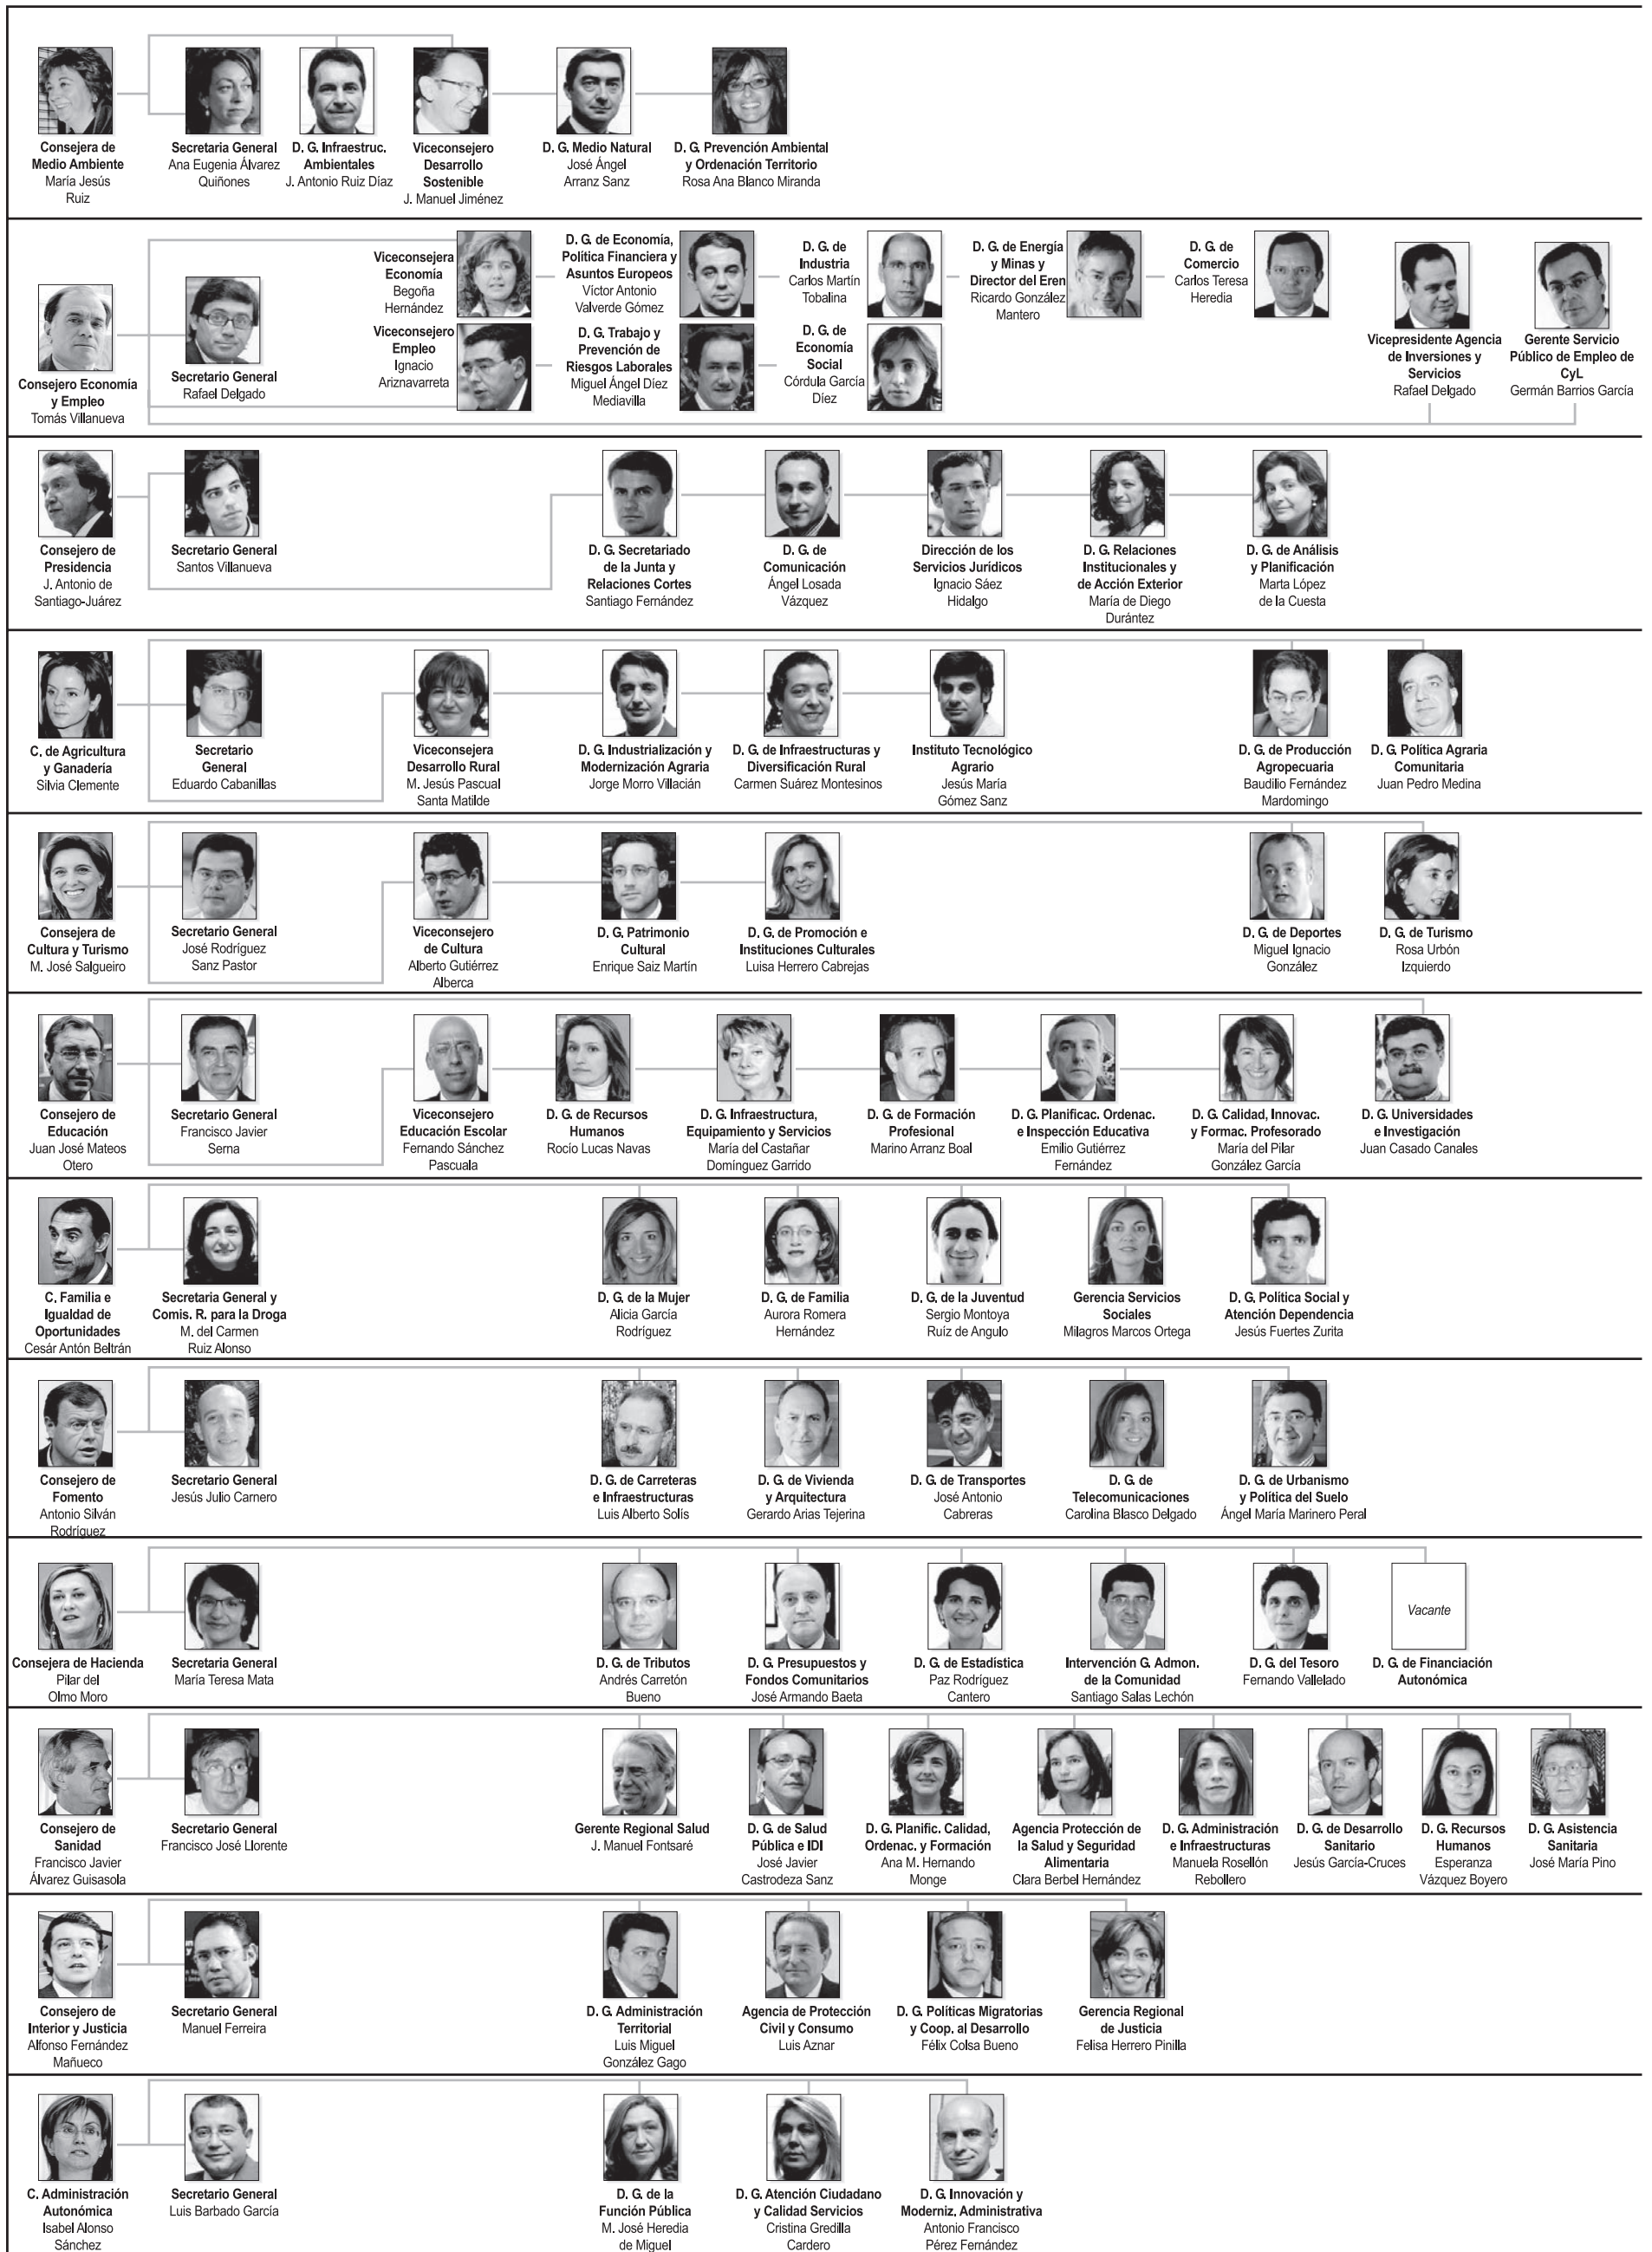 Consejera de
Medio Ambiente
María Jesús
Ruiz
Secretaria General
Ana Eugenia Álvarez
Quiñones
D. G. Infraestruc.
Ambientales
J. Antonio Ruiz Díaz
Viceconsejero
Desarrollo
Sostenible
J. Manuel Jiménez
D. G. Medio Natural
José Ángel
Arranz Sanz
D. G. Prevención Ambiental
y Ordenación Territorio
Rosa Ana Blanco Miranda
Consejero Economía
y Empleo
Tomás Villanueva
Secretario General
Rafael Delgado
Viceconsejera
Economía
Begoña
Hernández
D. G. de Economía,
Política Financiera y
Asuntos Europeos
Víctor Antonio
Valverde Gómez
D. G. de
Industria
Carlos Martín
Tobalina
D. G. de Energía
y Minas y
Director del Eren
Ricardo González
Mantero
D. G. de
Comercio
Carlos Teresa
Heredia
Viceconsejero
Empleo
Ignacio
Ariznavarreta
D. G. Trabajo y
Prevención de
Riesgos Laborales
Miguel Ángel Díez
Mediavilla
D. G. de
Economía
Social
Córdula García
Díez
Vicepresidente Agencia
de Inversiones y
Servicios
Rafael Delgado
Gerente Servicio
Público de Empleo de
CyL
Germán Barrios García
Consejero de
Presidencia
J. Antonio de
Santiago-Juárez
Secretario General
Santos Villanueva
D. G. Secretariado
de la Junta y
Relaciones Cortes
Santiago Fernández
D. G. de
Comunicación
Ángel Losada
Vázquez
Dirección de los
Servicios Jurídicos
Ignacio Sáez
Hidalgo
D. G. Relaciones
Institucionales y
de Acción Exterior
María de Diego
Durántez
D. G. de Análisis
y Planificación
Marta López
de la Cuesta
C. de Agricultura
y Ganadería
Silvia Clemente
Secretario
General
Eduardo Cabanillas
Viceconsejera
Desarrollo Rural
M. Jesús Pascual
Santa Matilde
D. G. Industrialización y
Modernización Agraria
Jorge Morro Villacián
D. G. de Infraestructuras y
Diversificación Rural
Carmen Suárez Montesinos
Instituto Tecnológico
Agrario
Jesús María
Gómez Sanz
D. G. de Producción
Agropecuaria
Baudilio Fernández
Mardomingo
D. G. Política Agraria
Comunitaria
Juan Pedro Medina
Consejera de
Cultura y Turismo
M. José Salgueiro
Secretario General
José Rodríguez
Sanz Pastor
Viceconsejero
de Cultura
Alberto Gutiérrez
Alberca
D. G. Patrimonio
Cultural
Enrique Saiz Martín
D. G. de Promoción e
Instituciones Culturales
Luisa Herrero Cabrejas
D. G. de Deportes
Miguel Ignacio
González
D. G. de Turismo
Rosa Urbón
Izquierdo
Consejero de
Educación
Juan José Mateos
Otero
Secretario General
Francisco Javier
Serna
Viceconsejero
Educación Escolar
Fernando Sánchez
Pascuala
D. G. de Recursos
Humanos
Rocío Lucas Navas
D. G. Infraestructura,
Equipamiento y Servicios
María del Castañar
Domínguez Garrido
D. G. de Formación
Profesional
Marino Arranz Boal
D. G. Planificac. Ordenac.
e Inspección Educativa
Emilio Gutiérrez
Fernández
D. G. Calidad, Innovac.
y Formac. Profesorado
María del Pilar
González García
D. G. Universidades
e Investigación
Juan Casado Canales
C. Familia e
Igualdad de
Oportunidades
Cesár Antón Beltrán
Secretaria General y
Comis. R. para la Droga
M. del Carmen
Ruiz Alonso
D. G. de la Mujer
Alicia García
Rodríguez
D. G. de Familia
Aurora Romera
Hernández
D. G. de la Juventud
Sergio Montoya
Ruíz de Angulo
Gerencia Servicios
Sociales
Milagros Marcos Ortega
D. G. Política Social y
Atención Dependencia
Jesús Fuertes Zurita
Consejero de
Fomento
Antonio Silván
Rodríguez
Secretario General
Jesús Julio Carnero
D. G. de Carreteras
e Infraestructuras
Luis Alberto Solís
D. G. de Vivienda
y Arquitectura
Gerardo Arias Tejerina
D. G. de Transportes
José Antonio
Cabreras
D. G. de
Telecomunicaciones
Carolina Blasco Delgado
D. G. de Urbanismo
y Política del Suelo
Ángel María Marinero Peral
Consejera de Hacienda
Pilar del
Olmo Moro
Secretaria General
María Teresa Mata
D. G. de Tributos
Andrés Carretón
Bueno
D. G. Presupuestos y
Fondos Comunitarios
José Armando Baeta
D. G. de Estadística
Paz Rodríguez
Cantero
Intervención G. Admon.
de la Comunidad
Santiago Salas Lechón
D. G. del Tesoro
Fernando Vallelado
Vacante
D. G. de Financiación
Autonómica
Consejero de
Sanidad
Francisco Javier
Álvarez Guisasola
Secretario General
Francisco José Llorente
Gerente Regional Salud
J. Manuel Fontsaré
D. G. de Salud
Pública e IDI
José Javier
Castrodeza Sanz
D. G. Planific. Calidad,
Ordenac. y Formación
Ana M. Hernando
Monge
Agencia Protección de
la Salud y Seguridad
Alimentaria
Clara Berbel Hernández
D. G. Administración
e Infraestructuras
Manuela Rosellón
Rebollero
D. G. de Desarrollo
Sanitario
Jesús García-Cruces
D. G. Recursos
Humanos
Esperanza
Vázquez Boyero
D. G. Asistencia
Sanitaria
José María Pino
Consejero de
Interior y Justicia
Alfonso Fernández
Mañueco
Secretario General
Manuel Ferreira
D. G. Administración
Territorial
Luis Miguel
González Gago
Agencia de Protección
Civil y Consumo
Luis Aznar
D. G. Políticas Migratorias
y Coop. al Desarrollo
Félix Colsa Bueno
Gerencia Regional
de Justicia
Felisa Herrero Pinilla
C. Administración
Autonómica
Isabel Alonso
Sánchez
Secretario General
Luis Barbado García
D. G. de la
Función Pública
M. José Heredia
de Miguel
D. G. Atención Ciudadano
y Calidad Servicios
Cristina Gredilla
Cardero
D. G. Innovación y
Moderniz. Administrativa
Antonio Francisco
Pérez Fernández